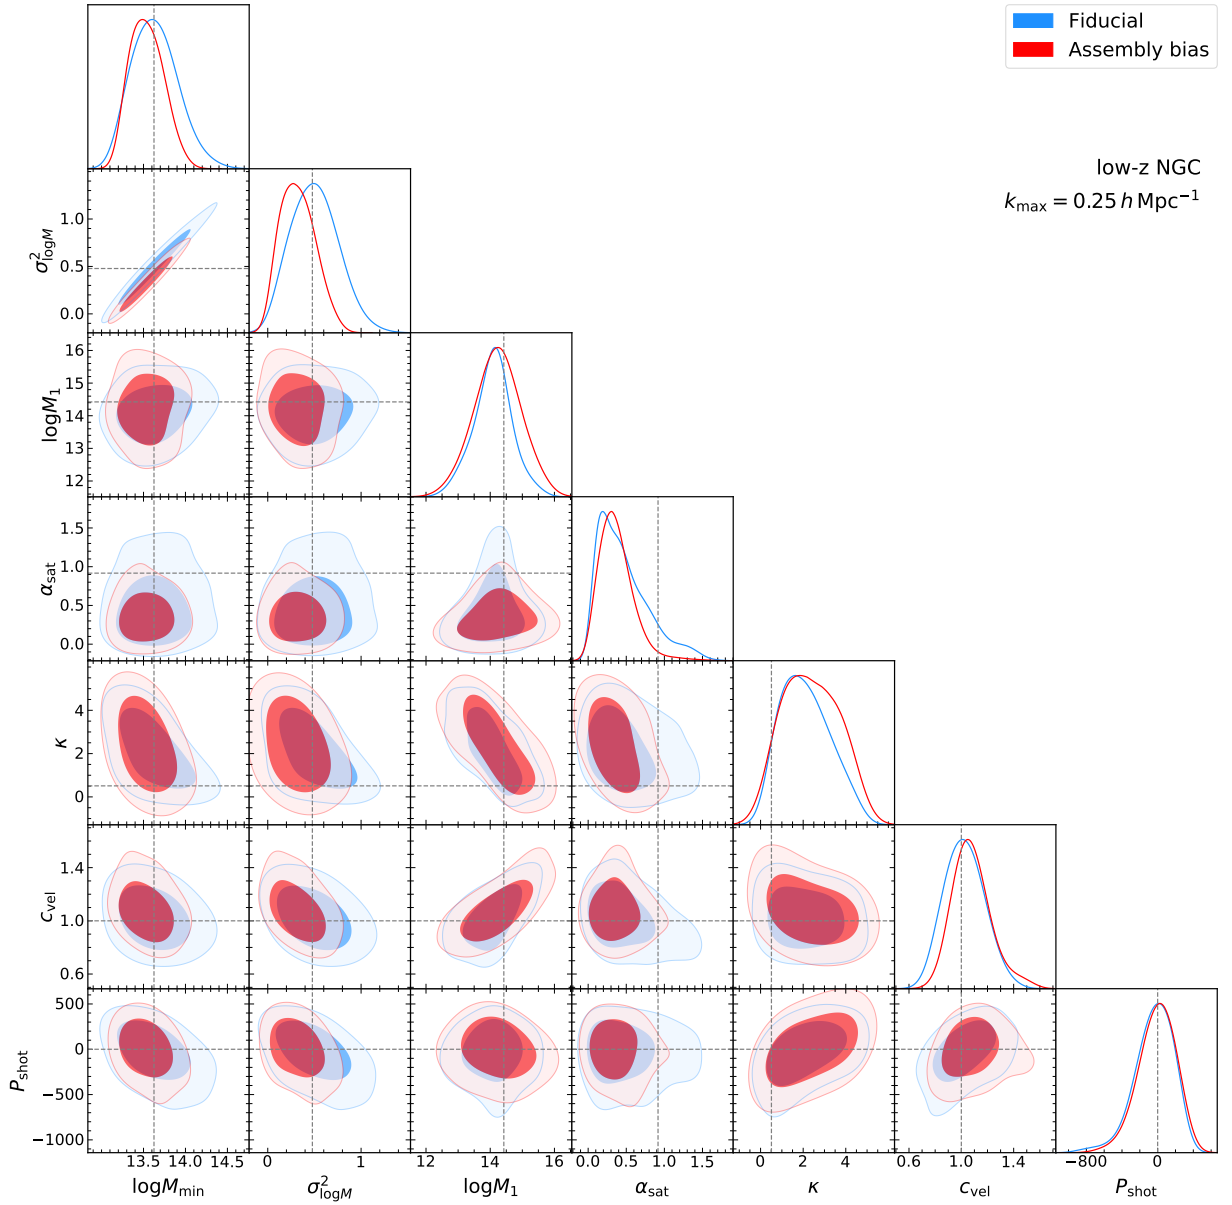 Fiducial
Assembly bias
low-z NGC
k_max = 0.25 h Mpc⁻¹
σ²_logM
1.0
0.5
0.0
logM₁
16
15
14
13
12
α_sat
1.5
1.0
0.5
0.0
κ
4
2
0
c_vel
1.4
1.0
0.6
P_shot
500
0
−500
−1000
13.5 14.0 14.5
0 1
12 14 16
0.0 0.5 1.0 1.5
0 2 4
0.6 1.0 1.4
−800 0
logM_min
σ²_logM
logM₁
α_sat
κ
c_vel
P_shot